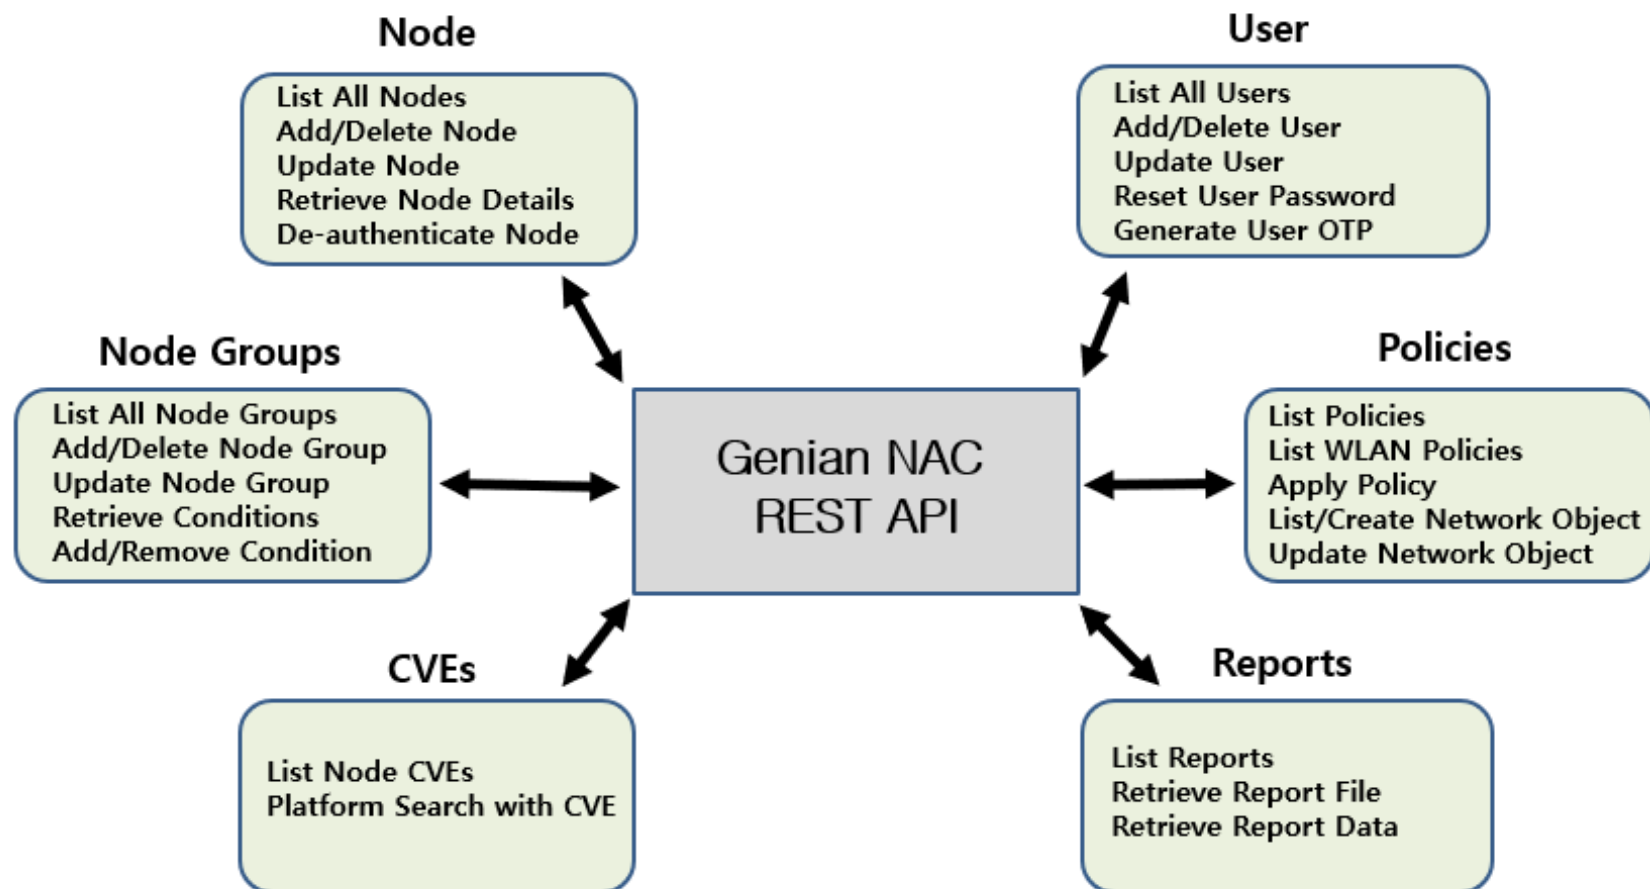 Node
List All Nodes
Add/Delete Node
Update Node
Retrieve Node Details
De-authenticate Node
User
List All Users
Add/Delete User
Update User
Reset User Password
Generate User OTP
Node Groups
List All Node Groups
Add/Delete Node Group
Update Node Group
Retrieve Conditions
Add/Remove Condition
Genian NAC
REST API
Policies
List Policies
List WLAN Policies
Apply Policy
List/Create Network Object
Update Network Object
CVEs
List Node CVEs
Platform Search with CVE
Reports
List Reports
Retrieve Report File
Retrieve Report Data